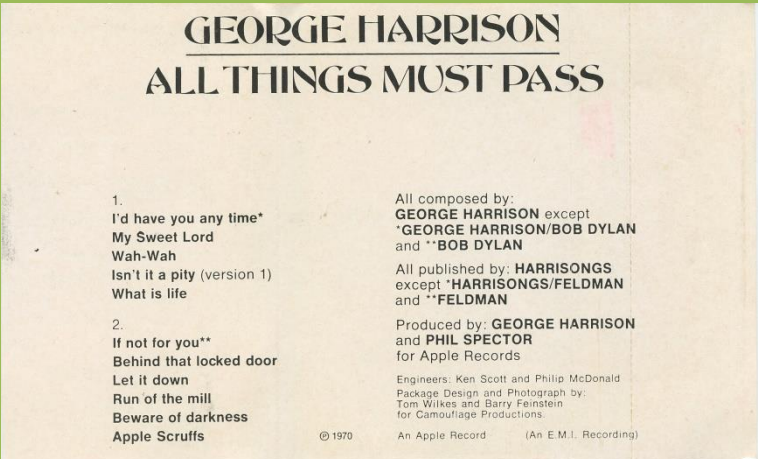 GEORGE HARRISON
ALL THINGS MUST PASS
1.
I'd have you any time*
My Sweet Lord
Wah-Wah
Isn't it a pity (version 1)
What is life
2.
If not for you**
Behind that locked door
Let it down
Run of the mill
Beware of darkness
Apple Scruffs
All composed by:
GEORGE HARRISON except
*GEORGE HARRISON/BOB DYLAN
and **BOB DYLAN
All published by: HARRISONGS
except *HARRISONGS/FELDMAN
and **FELDMAN
Produced by: GEORGE HARRISON
and PHIL SPECTOR
for Apple Records
Engineers: Ken Scott and Philip McDonald
Package Design and Photograph by:
Tom Wilkes and Barry Feinstein
for Camouflage Productions.
℗ 1970 An Apple Record (An E.M.I. Recording)